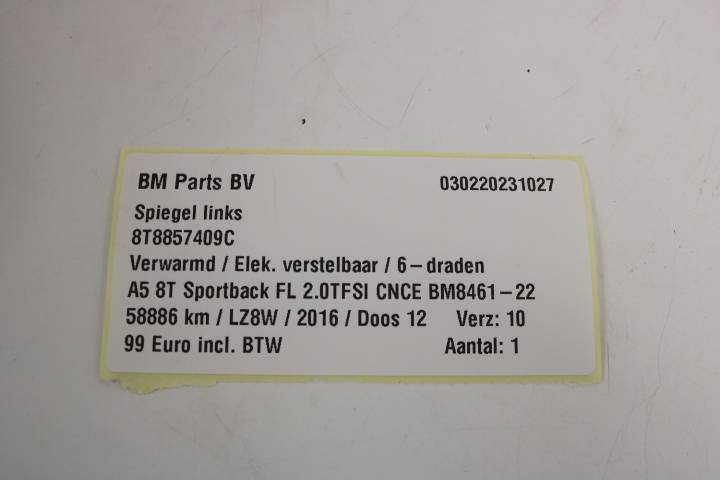 BM Parts BV 030220231027
Spiegel links
8T8857409C
Verwarmd / Elek. verstelbaar / 6-draden
A5 8T Sportback FL 2.0TFSI CNCE BM8461-22
58886 km / LZ8W / 2016 / Doos 12 Verz: 10
99 Euro incl. BTW Aantal: 1